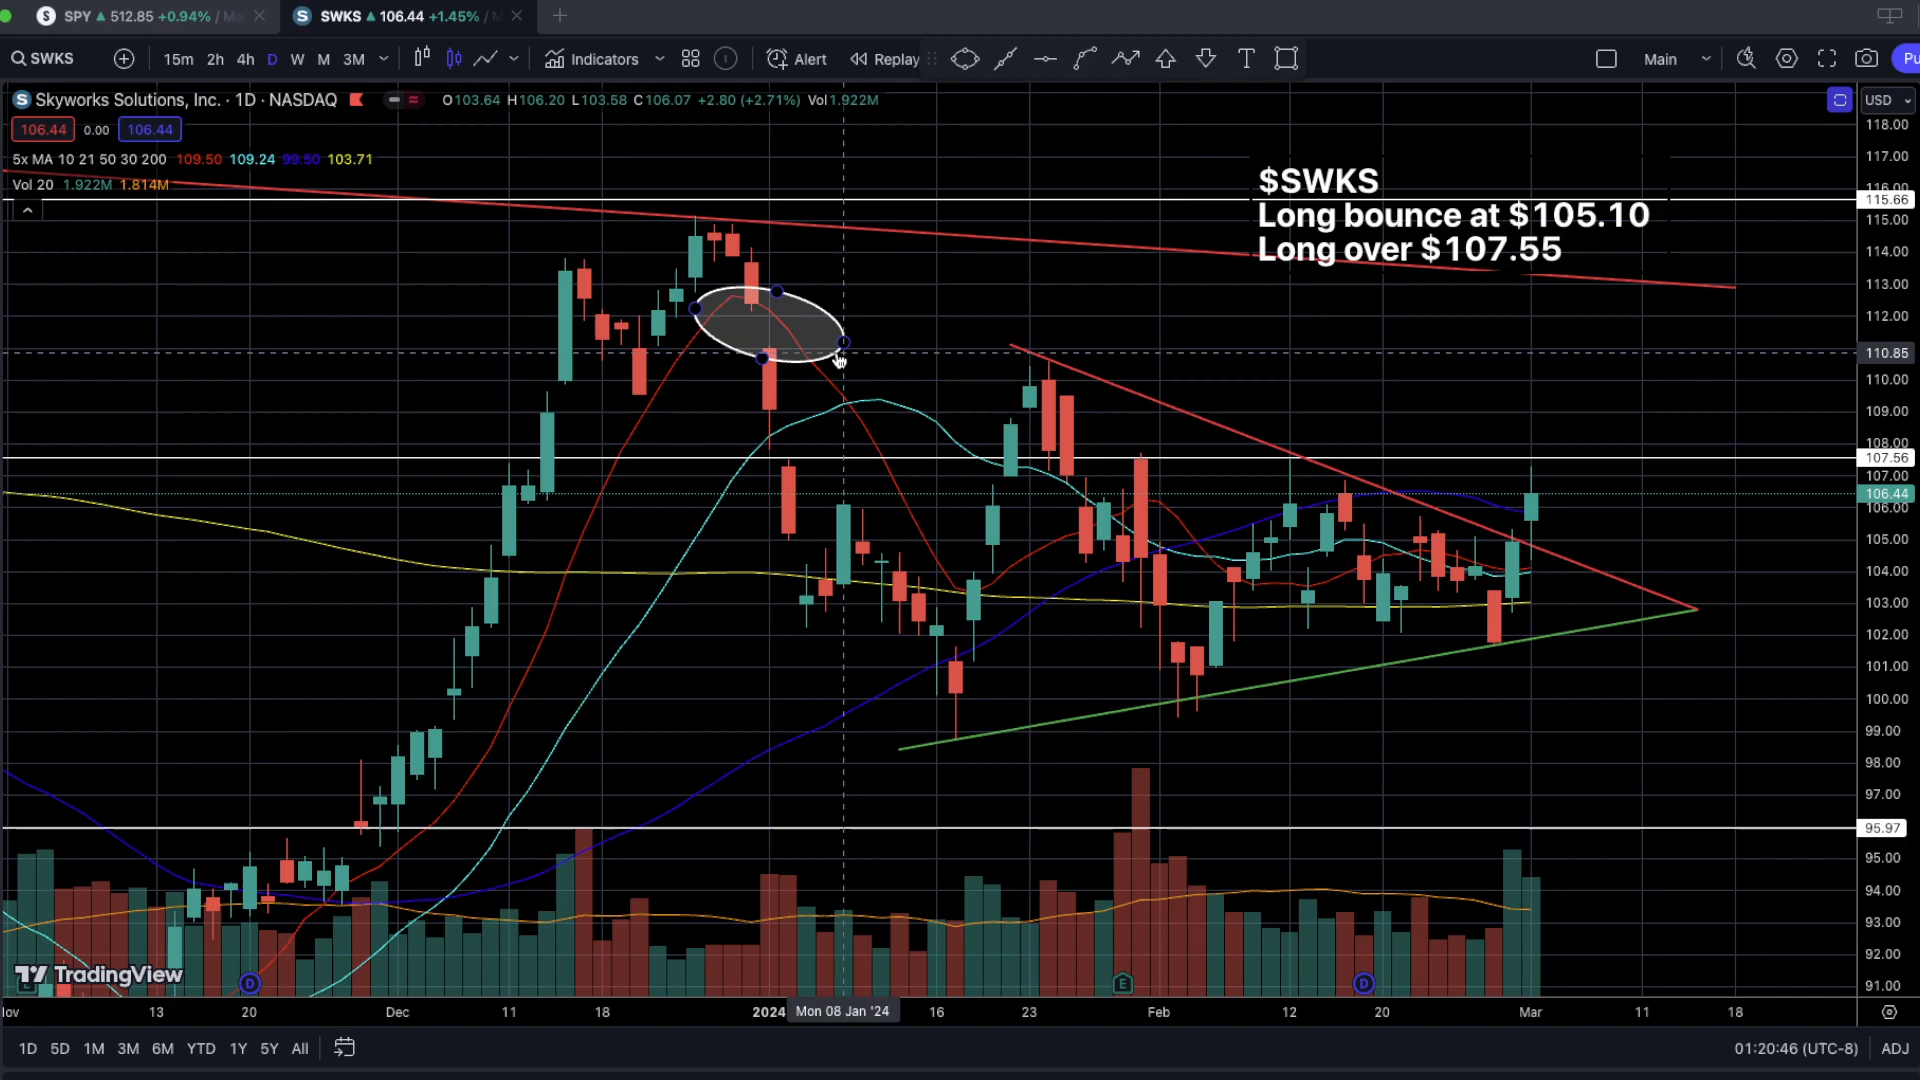 SPY 512.85 +0.94% / Ma
SWKS 106.44 +1.45% /
SWKS
15m 2h 4h D W M 3M
Indicators
Alert
Replay
Main
Pu
Skyworks Solutions, Inc. · 1D · NASDAQ
O103.64 H106.20 L103.58 C106.07 +2.80 (+2.71%) Vol1.922M
USD
106.44 0.00 106.44
5x MA 10 21 50 30 200 109.50 109.24 99.50 103.71
Vol 20 1.922M 1.814M
$SWKS
Long bounce at $105.10
Long over $107.55
118.00
117.00
116.00
115.66
115.00
114.00
113.00
112.00
110.85
110.00
109.00
108.00
107.56
107.00
106.44
106.00
105.00
104.00
103.00
102.00
101.00
100.00
99.00
98.00
97.00
95.97
95.00
94.00
93.00
92.00
91.00
TradingView
D
E
D
ov 13 20 Dec 11 18 2024 Mon 08 Jan '24 16 23 Feb 12 20 Mar 11 18
1D 5D 1M 3M 6M YTD 1Y 5Y All
01:20:46 (UTC-8) ADJ